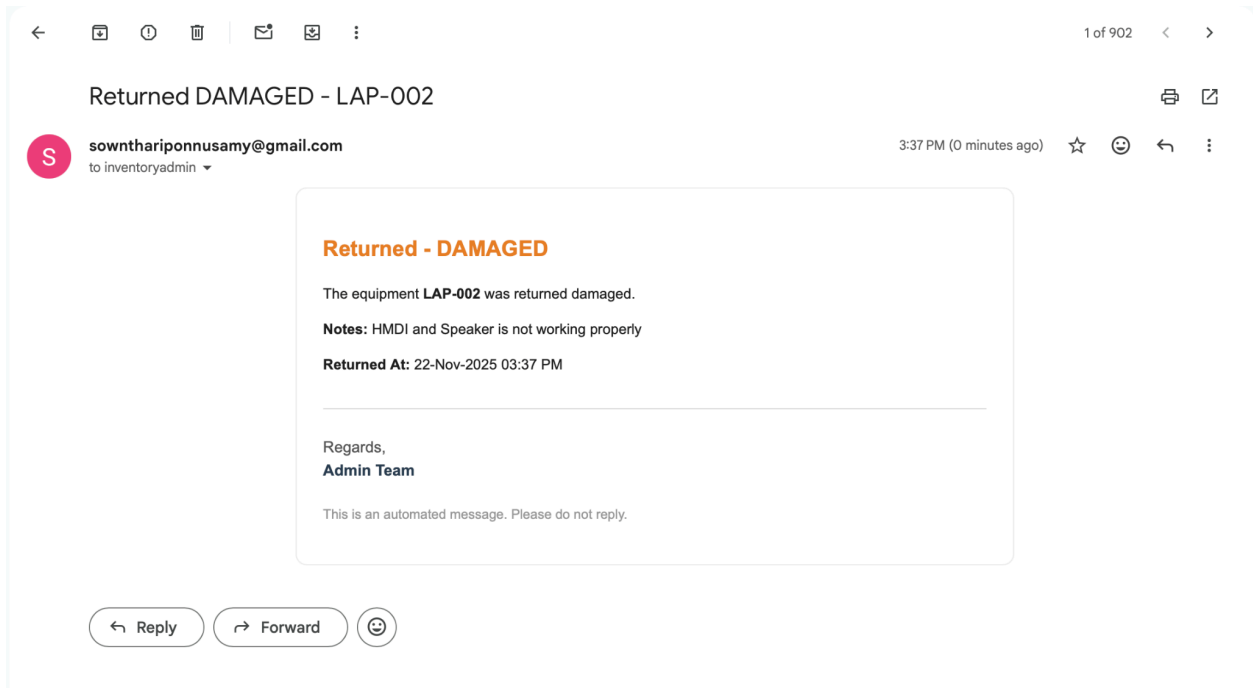 1 of 902
Returned DAMAGED - LAP-002
S
sownthariponnusamy@gmail.com
3:37 PM (0 minutes ago)
to inventoryadmin
Returned - DAMAGED
The equipment LAP-002 was returned damaged.
Notes: HMDI and Speaker is not working properly
Returned At: 22-Nov-2025 03:37 PM
Regards,
Admin Team
This is an automated message. Please do not reply.
Reply
Forward